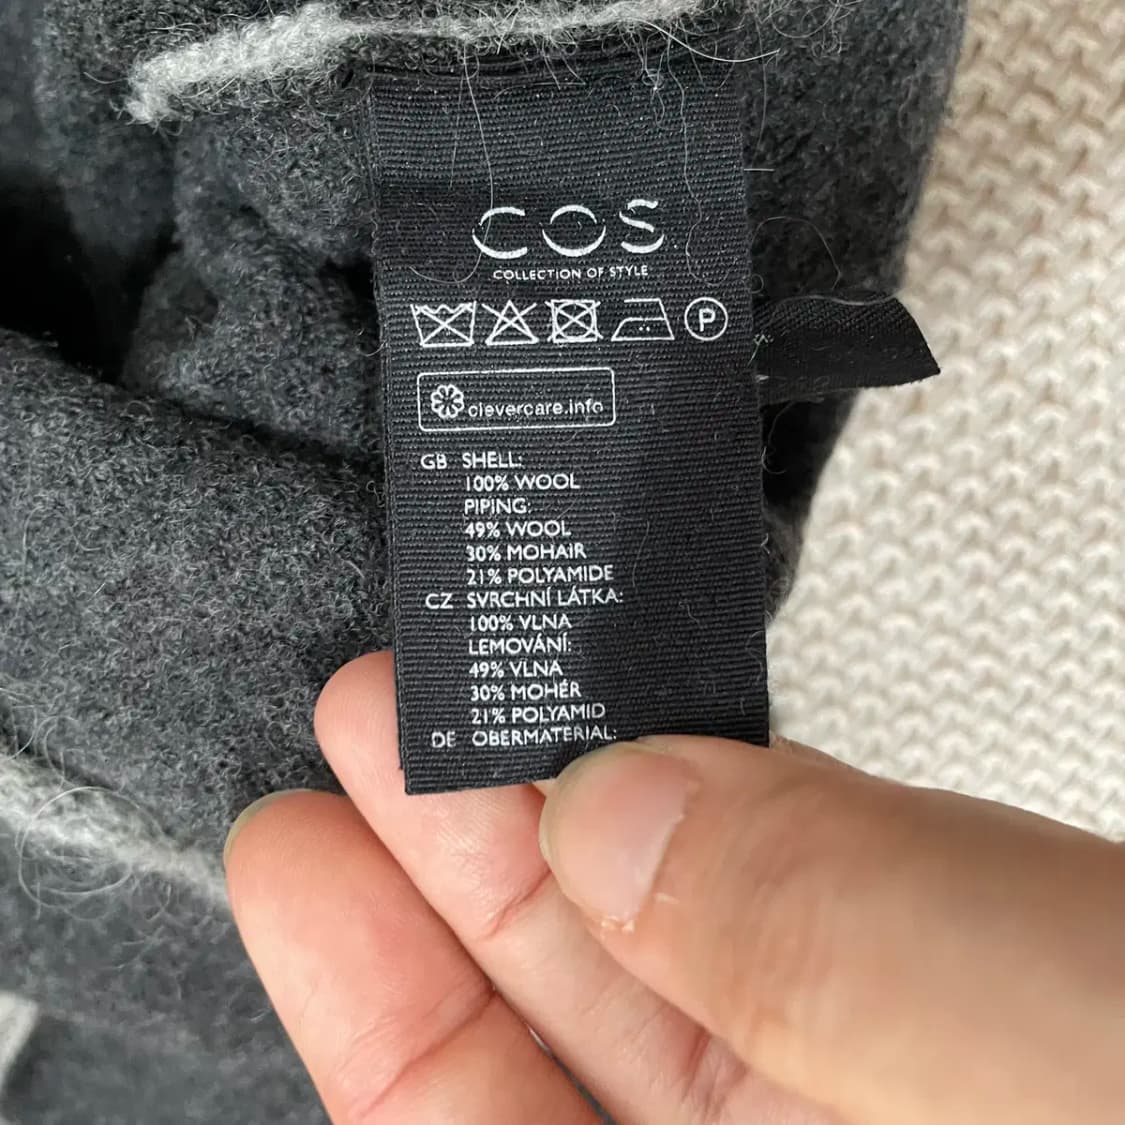 COS
COLLECTION OF STYLE
P
clevercare.info
GB SHELL:
100% WOOL
PIPING:
49% WOOL
30% MOHAIR
21% POLYAMIDE
CZ SVRCHNÍ LÁTKA:
100% VLNA
LEMOVÁNÍ:
49% VLNA
30% MOHÉR
21% POLYAMID
DE OBERMATERIAL: